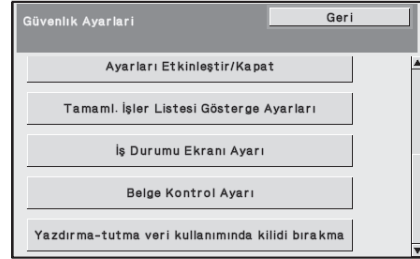 Güvenlık Ayarlari
Geri
Ayarları Etkinleştir/Kapat
Tamaml. İşler Listesi Gösterge Ayarları
İş Durumu Ekranı Ayarı
Belge Kontrol Ayarı
Yazdırma-tutma veri kullanımında kilidi bırakma